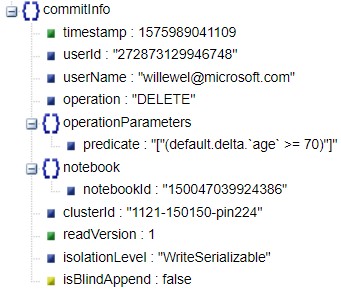 commitInfo
timestamp : 1575989041109
userId : "272873129946748"
userName : "willewel@microsoft.com"
operation : "DELETE"
operationParameters
predicate : "["(default.delta.`age` >= 70)"]"
notebook
notebookId : "150047039924386"
clusterId : "1121-150150-pin224"
readVersion : 1
isolationLevel : "WriteSerializable"
isBlindAppend : false